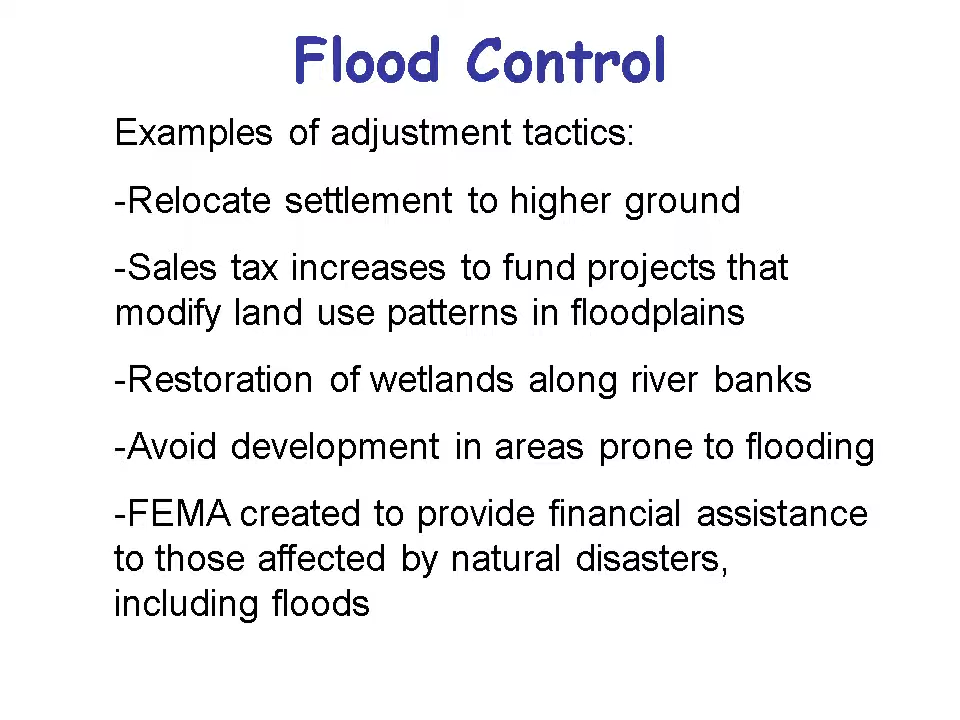 Flood Control
Examples of adjustment tactics:
-Relocate settlement to higher ground
-Sales tax increases to fund projects that
modify land use patterns in floodplains
-Restoration of wetlands along river banks
-Avoid development in areas prone to flooding
-FEMA created to provide financial assistance
to those affected by natural disasters,
including floods